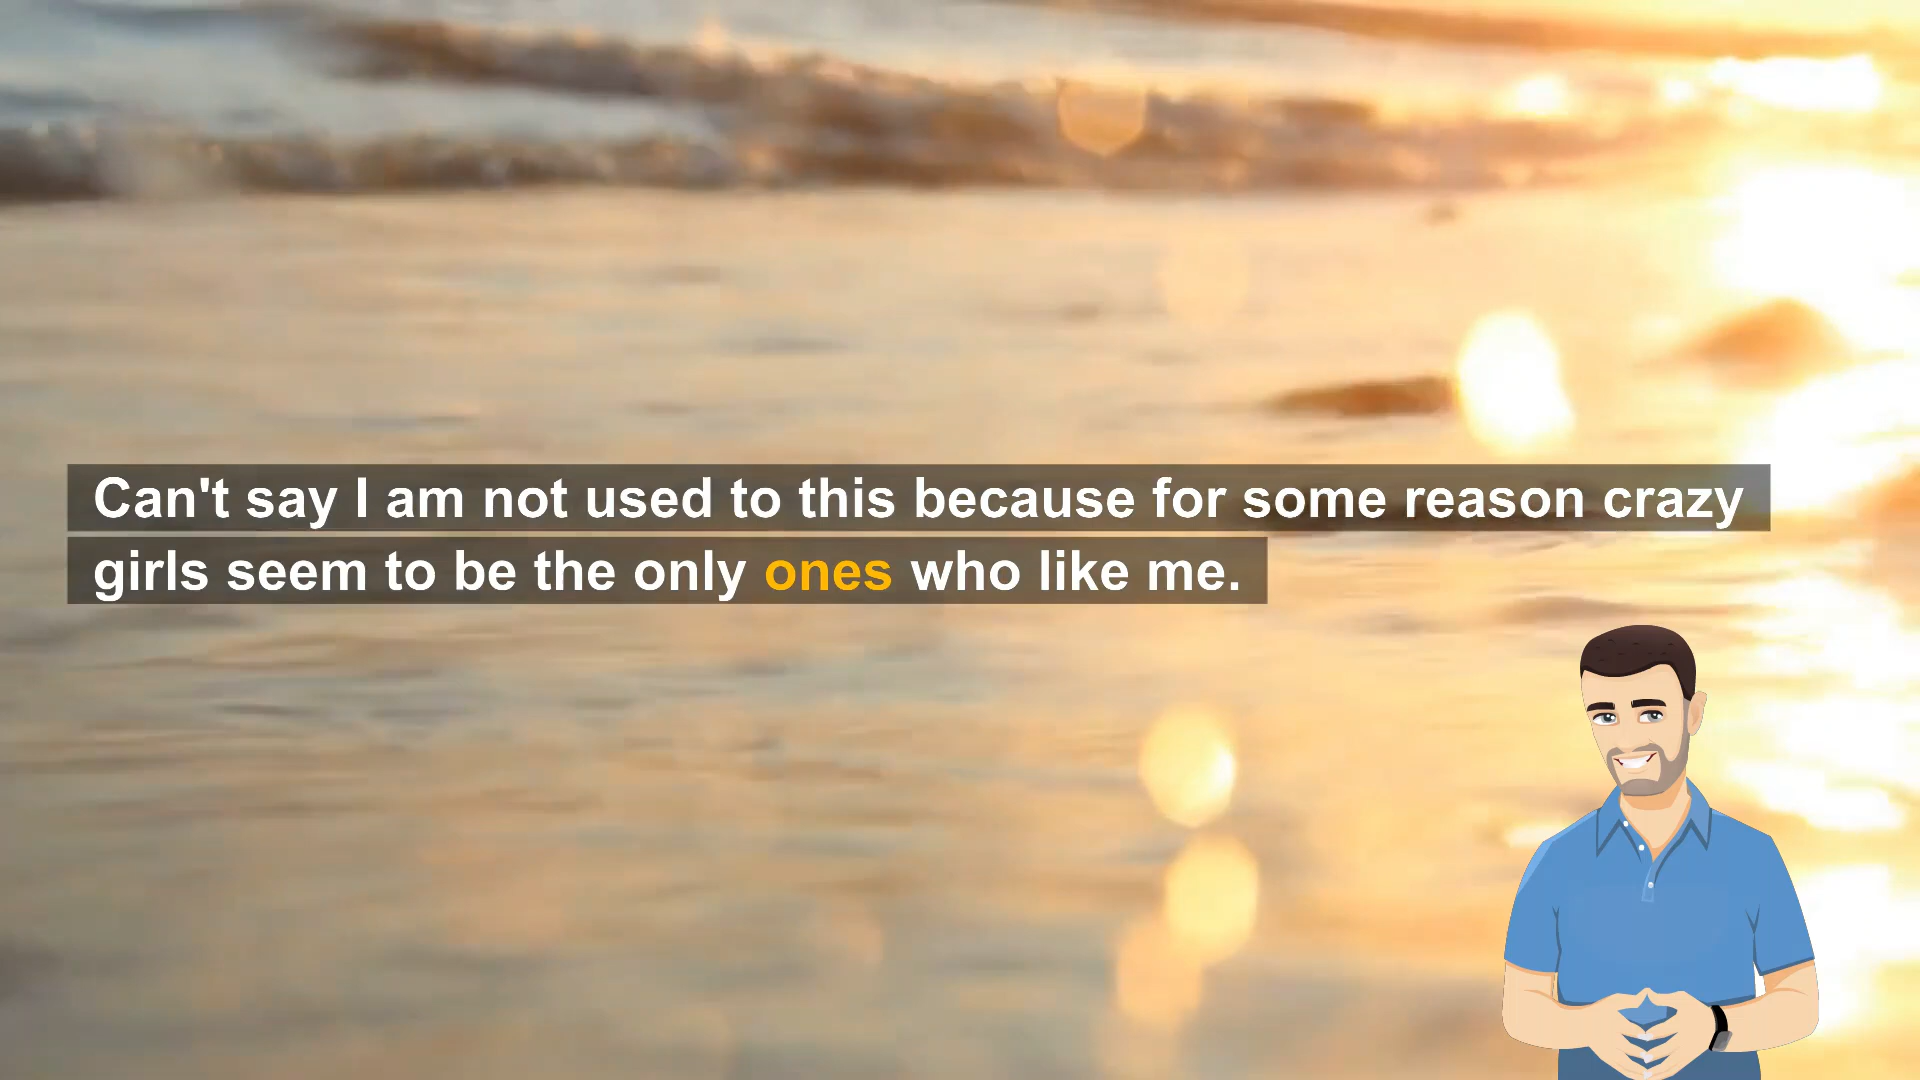 Can't say I am not used to this because for some reason crazy
girls seem to be the only ones who like me.